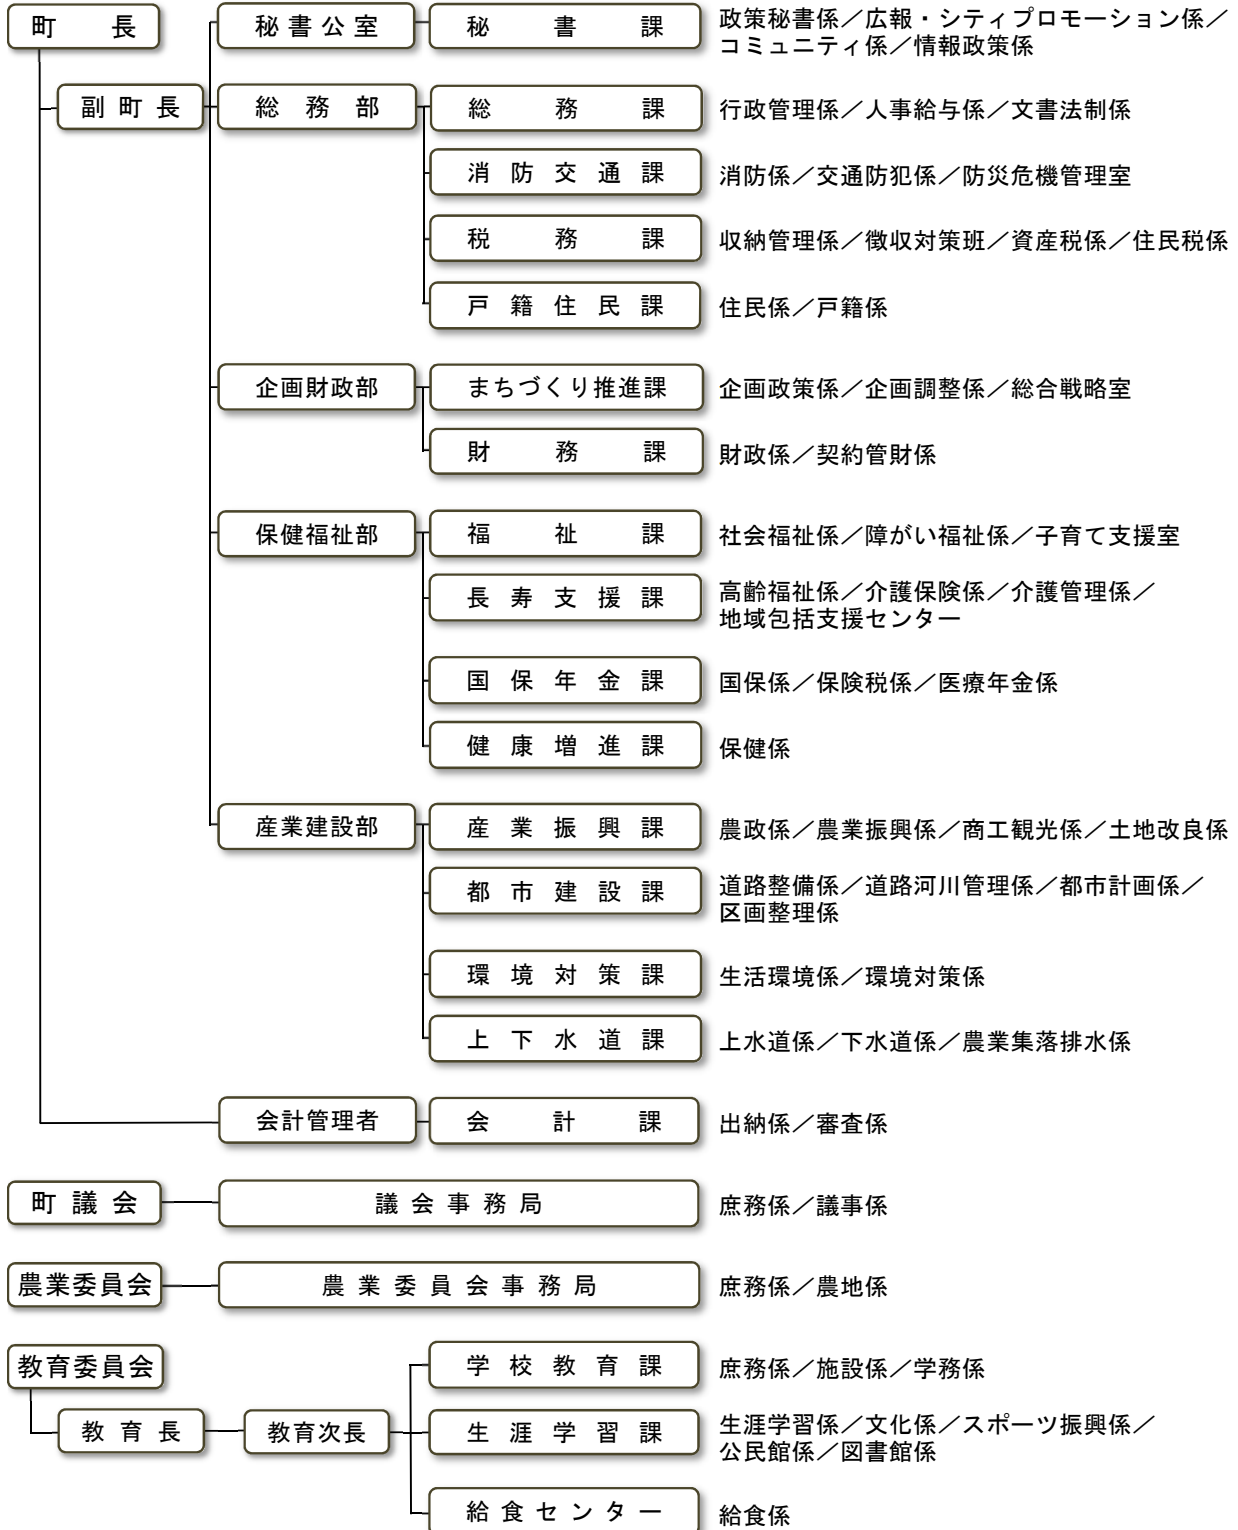 町長
秘書公室
秘書課
政策秘書係／広報・シティプロモーション係／
コミュニティ係／情報政策係
副町長
総務部
総務課
行政管理係／人事給与係／文書法制係
消防交通課
消防係／交通防犯係／防災危機管理室
税務課
収納管理係／徴収対策班／資産税係／住民税係
戸籍住民課
住民係／戸籍係
企画財政部
まちづくり推進課
企画政策係／企画調整係／総合戦略室
財務課
財政係／契約管財係
保健福祉部
福祉課
社会福祉係／障がい福祉係／子育て支援室
長寿支援課
高齢福祉係／介護保険係／介護管理係／
地域包括支援センター
国保年金課
国保係／保険税係／医療年金係
健康増進課
保健係
産業建設部
産業振興課
農政係／農業振興係／商工観光係／土地改良係
都市建設課
道路整備係／道路河川管理係／都市計画係／
区画整理係
環境対策課
生活環境係／環境対策係
上下水道課
上水道係／下水道係／農業集落排水係
会計管理者
会計課
出納係／審査係
町議会
議会事務局
庶務係／議事係
農業委員会
農業委員会事務局
庶務係／農地係
教育委員会
学校教育課
庶務係／施設係／学務係
教育長
教育次長
生涯学習課
生涯学習係／文化係／スポーツ振興係／
公民館係／図書館係
給食センター
給食係